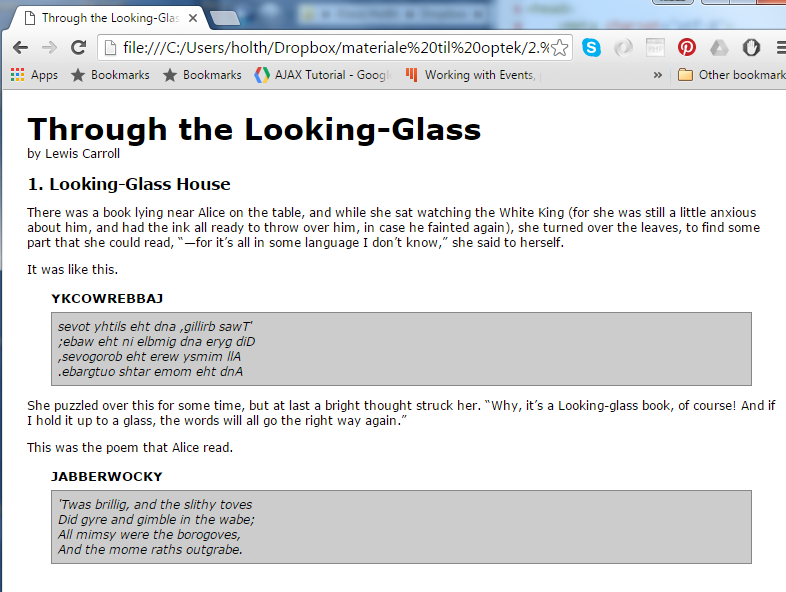 Through the Looking-Glas
file:///C:/Users/holth/Dropbox/materiale%20til%20optek/2.%
Apps Bookmarks Bookmarks AJAX Tutorial - Googl Working with Events, » Other bookmark
Through the Looking-Glass
by Lewis Carroll
1. Looking-Glass House
There was a book lying near Alice on the table, and while she sat watching the White King (for she was still a little anxious
about him, and had the ink all ready to throw over him, in case he fainted again), she turned over the leaves, to find some
part that she could read, “—for it’s all in some language I don’t know,” she said to herself.
It was like this.
YKCOWREBBAJ
sevot yhtils eht dna ,gillirb sawT'
;ebaw eht ni elbmig dna eryg diD
,sevogorob eht erew ysmim llA
.ebargtuo shtar emom eht dnA
She puzzled over this for some time, but at last a bright thought struck her. “Why, it’s a Looking-glass book, of course! And if
I hold it up to a glass, the words will all go the right way again.”
This was the poem that Alice read.
JABBERWOCKY
'Twas brillig, and the slithy toves
Did gyre and gimble in the wabe;
All mimsy were the borogoves,
And the mome raths outgrabe.